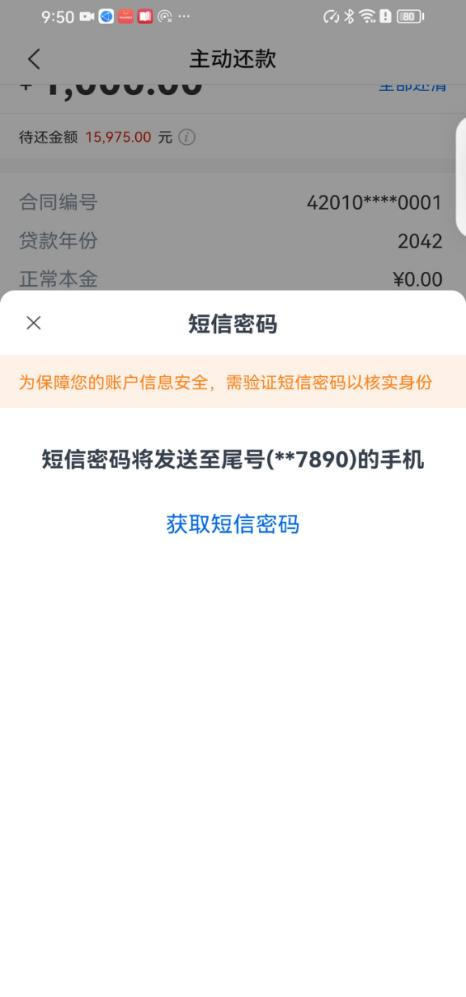 9:50 80
主动还款
¥ 1,000.00 全部还清
待还金额 15,975.00 元
合同编号 42010****0001
贷款年份 2042
正常本金 ¥0.00
短信密码
为保障您的账户信息安全，需验证短信密码以核实身份
短信密码将发送至尾号(**7890)的手机
获取短信密码